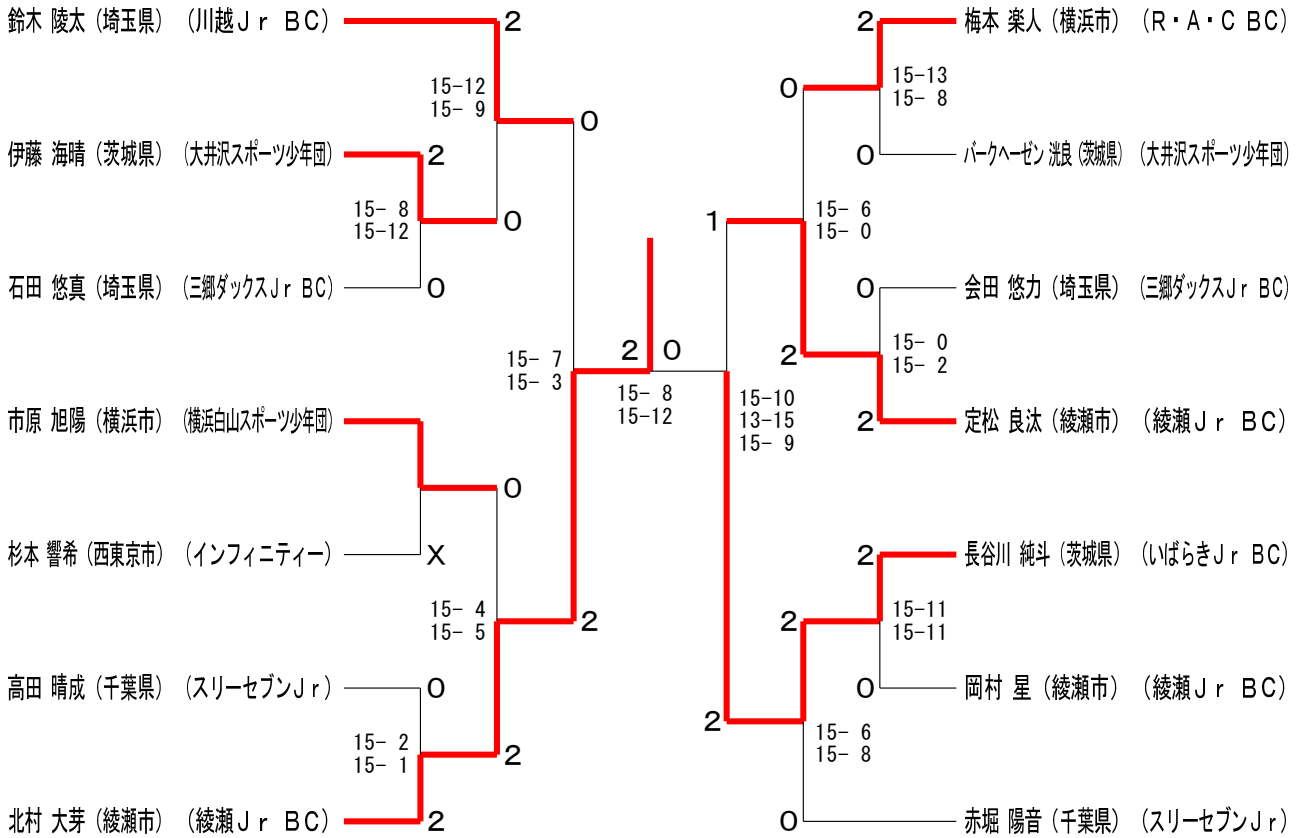 鈴木 陵太 (埼玉県) (川越Jr BC)
2
15-12
15- 9
0
伊藤 海晴 (茨城県) (大井沢スポーツ少年団)
2
15- 8
15-12
0
石田 悠真 (埼玉県) (三郷ダックスJr BC)
0
15- 7
15- 3
市原 旭陽 (横浜市) (横浜白山スポーツ少年団)
0
杉本 響希 (西東京市) (インフィニティー)
X
15- 4
15- 5
2
高田 晴成 (千葉県) (スリーセブンJr)
0
15- 2
15- 1
2
北村 大芽 (綾瀬市) (綾瀬Jr BC)
2
2 0
15- 8
15-12
2 梅本 楽人 (横浜市) (R・A・C BC)
0
15-13
15- 8
0 バークヘーゼン 洸良 (茨城県) (大井沢スポーツ少年団)
1
15- 6
15- 0
0 会田 悠力 (埼玉県) (三郷ダックスJr BC)
2
15- 0
15- 2
2 定松 良汰 (綾瀬市) (綾瀬Jr BC)
15-10
13-15
15- 9
2 長谷川 純斗 (茨城県) (いばらきJr BC)
2
15-11
15-11
0 岡村 星 (綾瀬市) (綾瀬Jr BC)
2
15- 6
15- 8
0 赤堀 陽音 (千葉県) (スリーセブンJr)